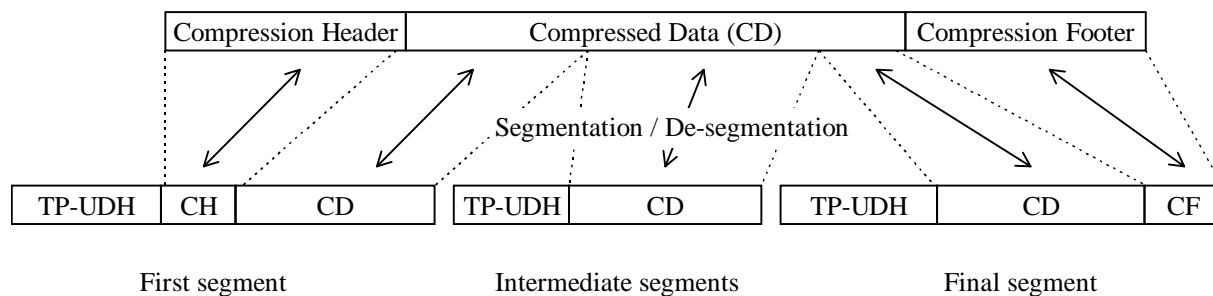 Compression Header Compressed Data (CD) Compression Footer
Segmentation / De-segmentation
TP-UDH CH CD TP-UDH CD TP-UDH CD CF
First segment Intermediate segments Final segment